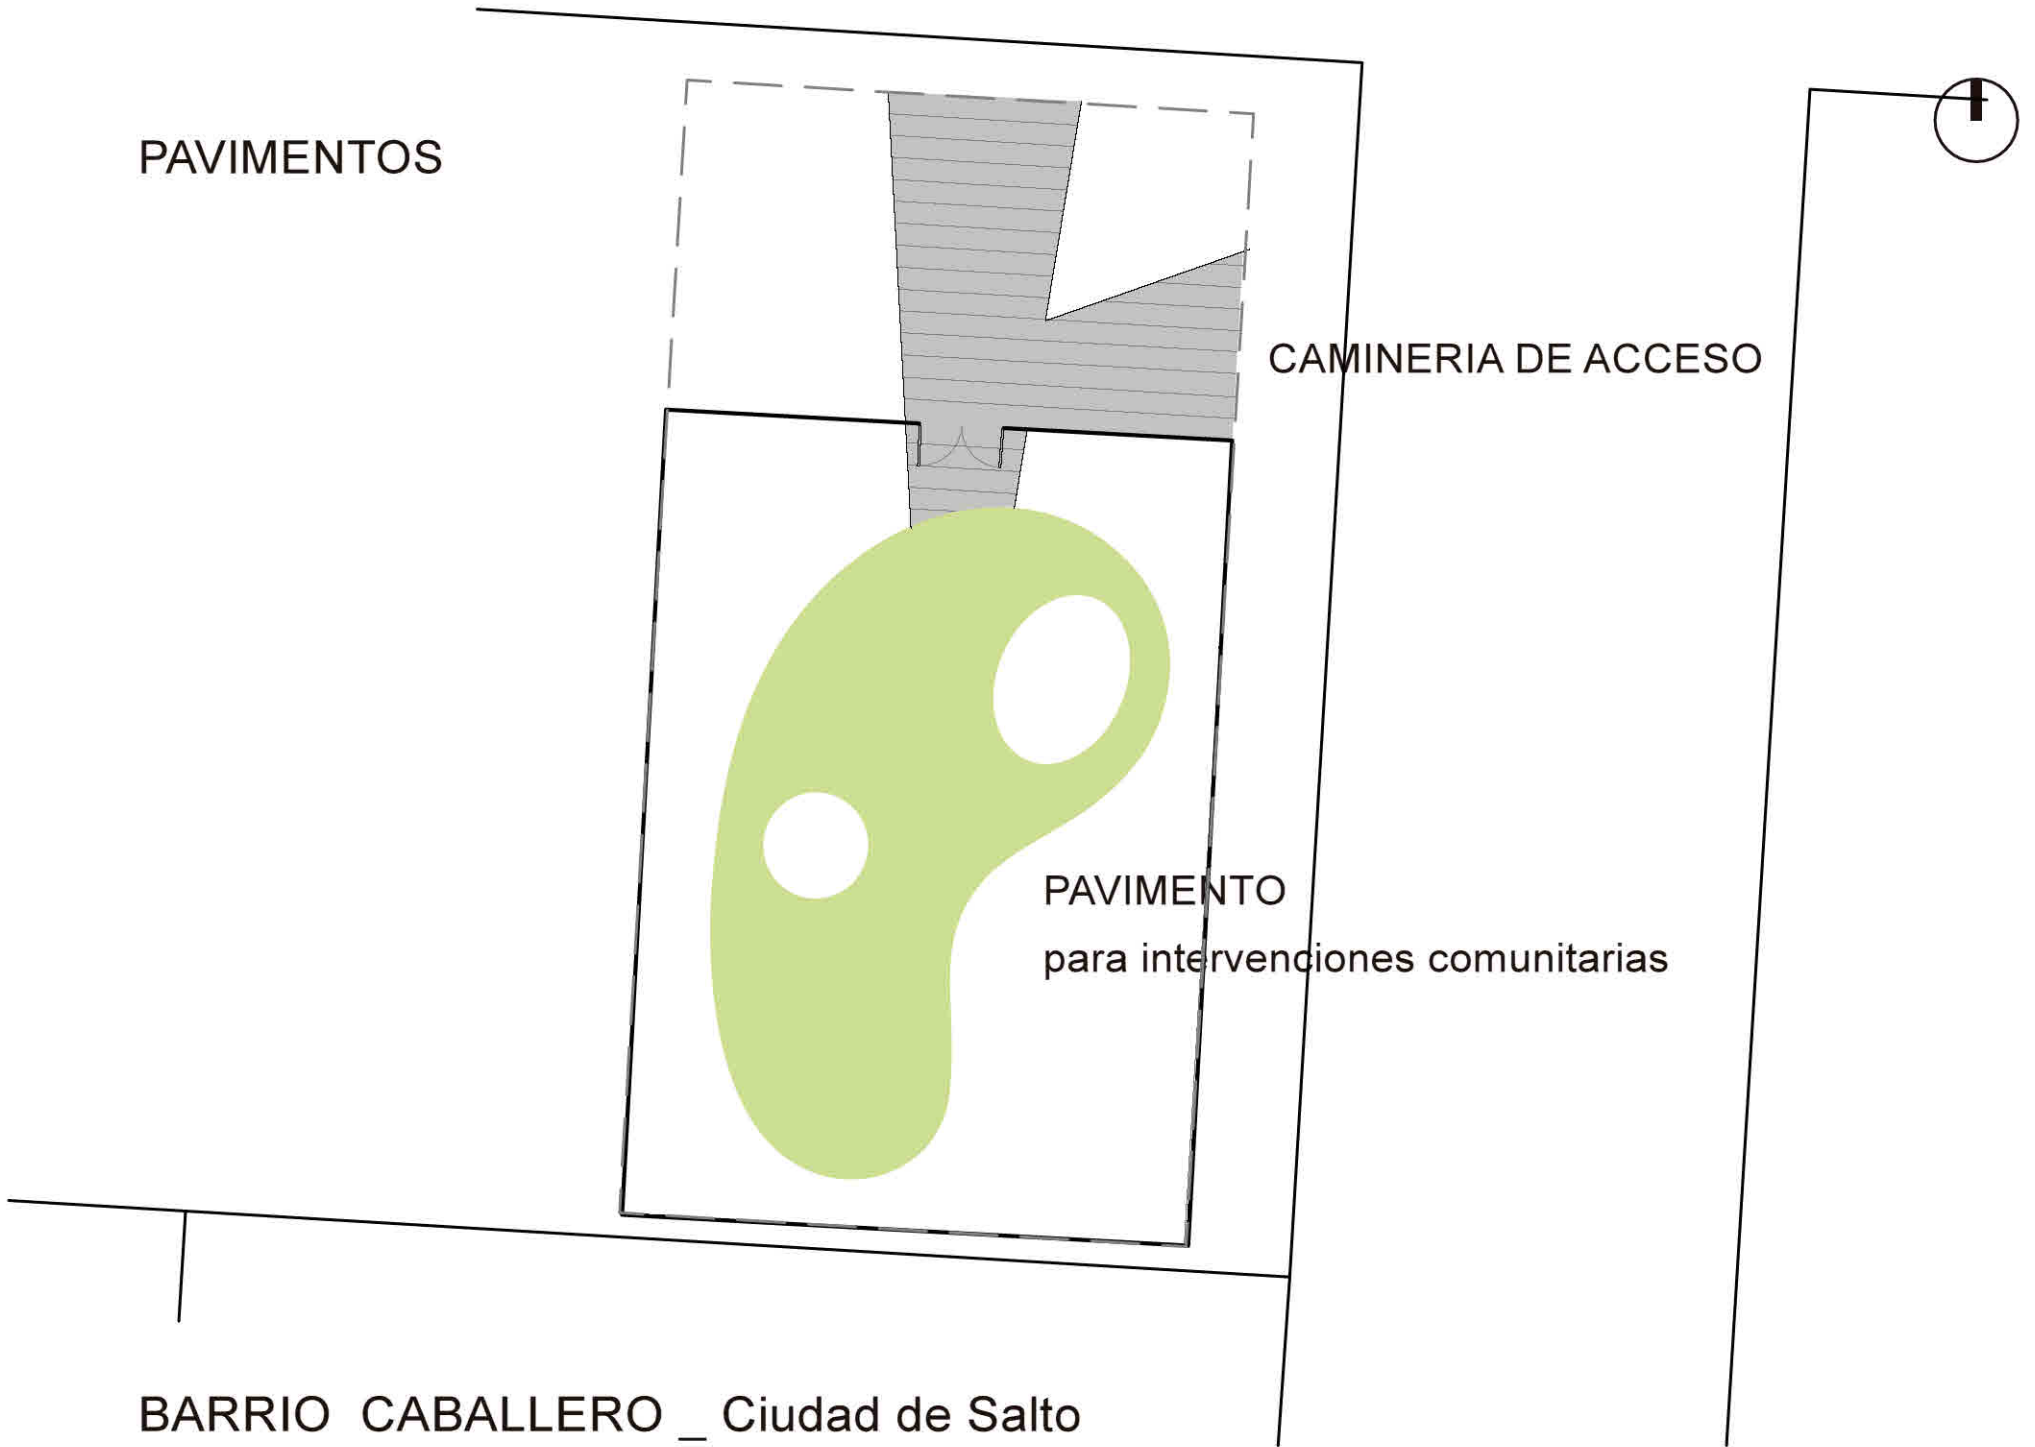 PAVIMENTOS
CAMINERIA DE ACCESO
PAVIMENTO
para intervenciones comunitarias
BARRIO CABALLERO _ Ciudad de Salto